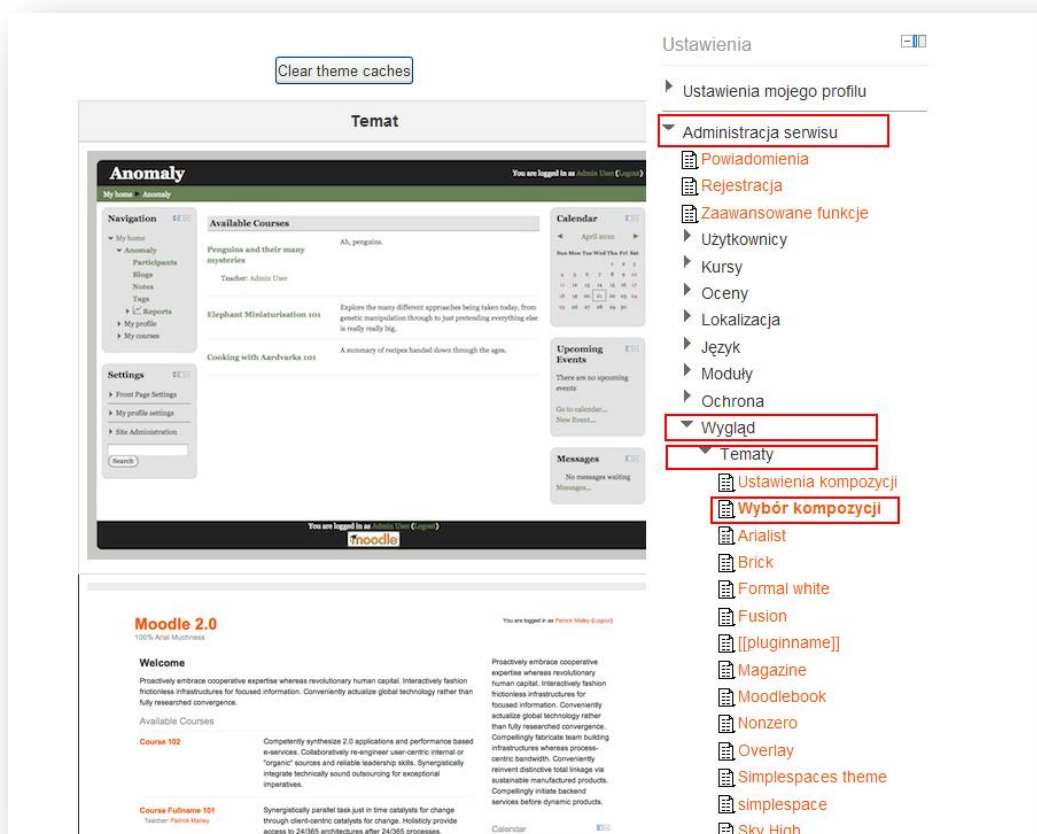 Clear theme caches
Temat
Anomaly
You are logged in as Admin User (Logout)
My home Anomaly
Navigation
My home
Anomaly
Participants
Blogs
Notes
Tags
Reports
My profile
My courses
Settings
Front Page Settings
My profile settings
Site Administration
Search
Available Courses
Penguins and their many
mysteries
Ah, penguins.
Teacher: Admin User
Elephant Miniaturisation 101
Explore the many different approaches being taken today, from
genetic manipulation through to just pretending everything else
is really really big.
Cooking with Aardvarks 101
A summary of recipes handed down through the ages.
Calendar
April 2010
Sun Mon Tue Wed Thu Fri Sat
Upcoming
Events
There are no upcoming
events
Go to calendar...
New Event...
Messages
No messages waiting
Messages...
You are logged in as Admin User (Logout)
moodle
Moodle 2.0
100% Arial Muchness
You are logged in as Patrick Malley (Logout)
Welcome
Proactively embrace cooperative expertise whereas revolutionary human capital. Interactively fashion
frictionless infrastructures for focused information. Conveniently actualize global technology rather than
fully researched convergence.
Available Courses
Course 102
Competently synthesize 2.0 applications and performance based
e-services. Collaboratively re-engineer user-centric internal or
"organic" sources and reliable leadership skills. Synergistically
integrate technically sound outsourcing for exceptional
imperatives.
Course Fullname 101
Teacher: Patrick Malley
Synergistically parallel task just in time catalysts for change
through client-centric catalysts for change. Holisticly provide
access to 24/365 architectures after 24/365 processes.
Proactively embrace cooperative
expertise whereas revolutionary
human capital. Interactively fashion
frictionless infrastructures for
focused information. Conveniently
actualize global technology rather
than fully researched convergence.
Compellingly fabricate team building
infrastructures whereas process-
centric bandwidth. Conveniently
reinvent distinctive total linkage via
sustainable manufactured products.
Compellingly initiate backend
services before dynamic products.
Calendar
Ustawienia
Ustawienia mojego profilu
Administracja serwisu
Powiadomienia
Rejestracja
Zaawansowane funkcje
Użytkownicy
Kursy
Oceny
Lokalizacja
Język
Moduły
Ochrona
Wygląd
Tematy
Ustawienia kompozycji
Wybór kompozycji
Arialist
Brick
Formal white
Fusion
[[pluginname]]
Magazine
Moodlebook
Nonzero
Overlay
Simplespaces theme
simplespace
Sky High